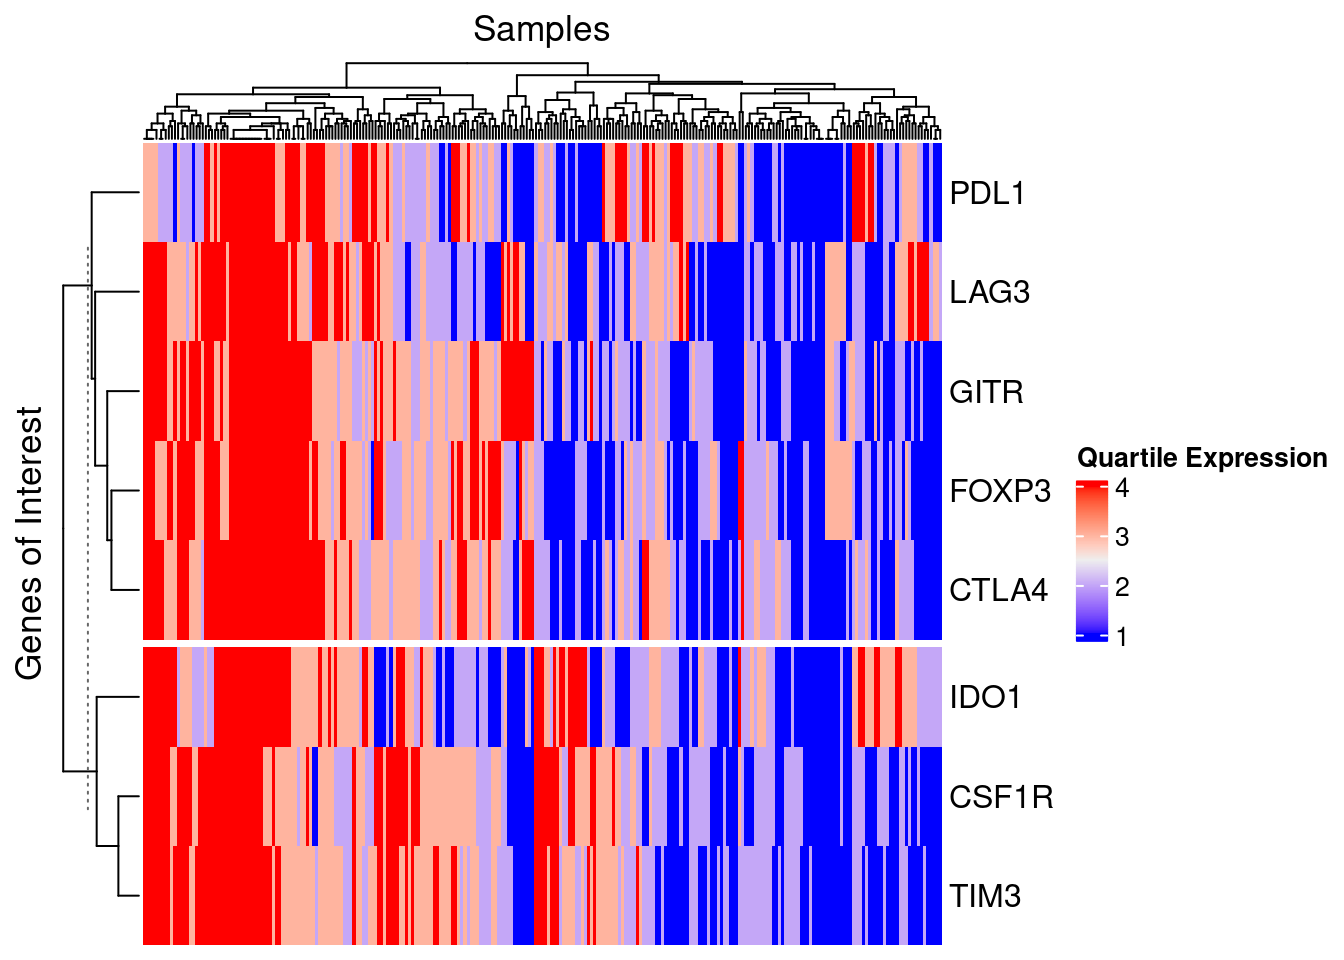 Samples
PDL1
LAG3
GITR
FOXP3
CTLA4
IDO1
CSF1R
TIM3
Genes of Interest
Quartile Expression
4
3
2
1